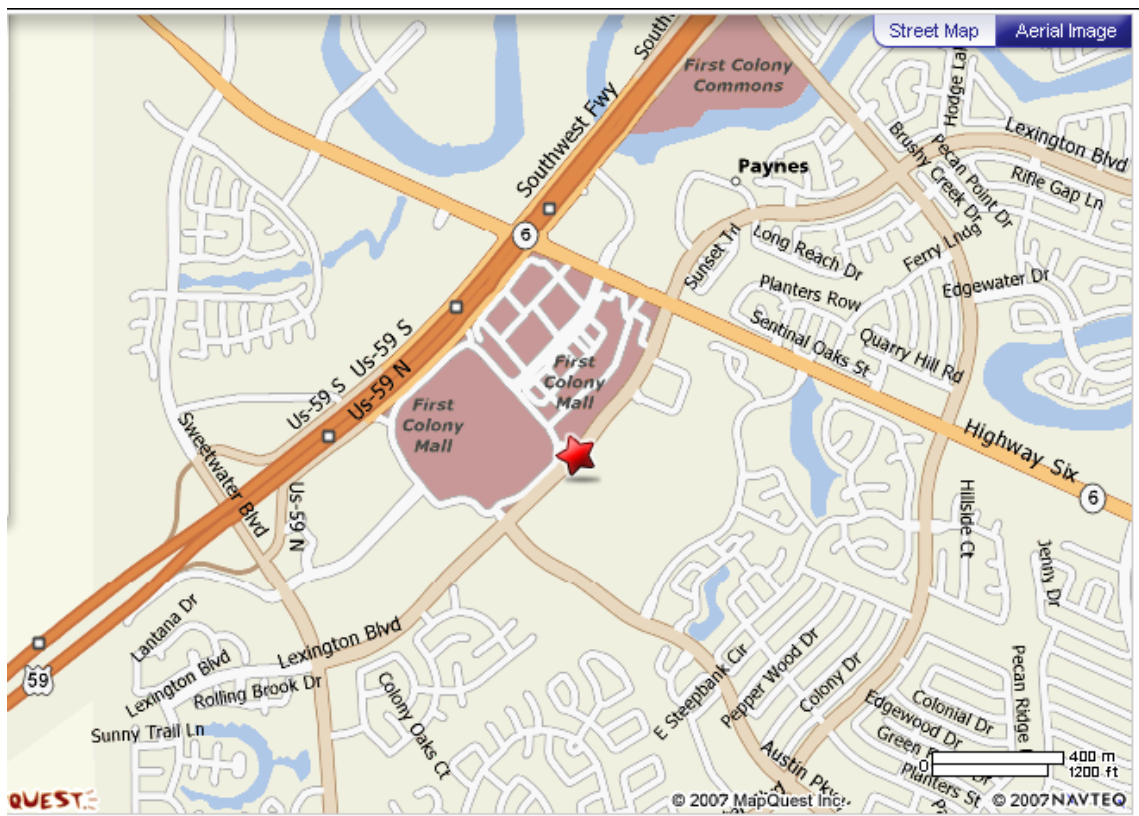 Street Map
Aerial Image
First Colony
Commons
Southwest Fwy
Hodge
Lexington Blvd
Paynes
Brushy Creek Dr
Pecan Point Dr
Rifle Gap Ln
6
Sunset Trl
Long Reach Dr
Ferry Lndg
Edgewater Dr
Planters Row
Sentinal Oaks St
Quarry Hill Rd
Us-59 S
Us-59 S
Us-59 N
First
Colony
Mall
First
Colony
Mall
Sweetwater Blvd
Us-59 N
Highway Six
6
Hillside Ct
Jenny Dr
Lantana Dr
59
Lexington Blvd
Lexington Blvd
Rolling Brook Dr
Sunny Trail Ln
Colony Oaks Ct
E Steepbank Cir
Pepper Wood Dr
Colony Dr
Edgewood Dr
Colonial Dr
Pecan Ridge
Green
Planters St
Austin Pkwy
0
400 m
1200 ft
QUEST
© 2007 MapQuest Inc.
© 2007 NAVTEQ